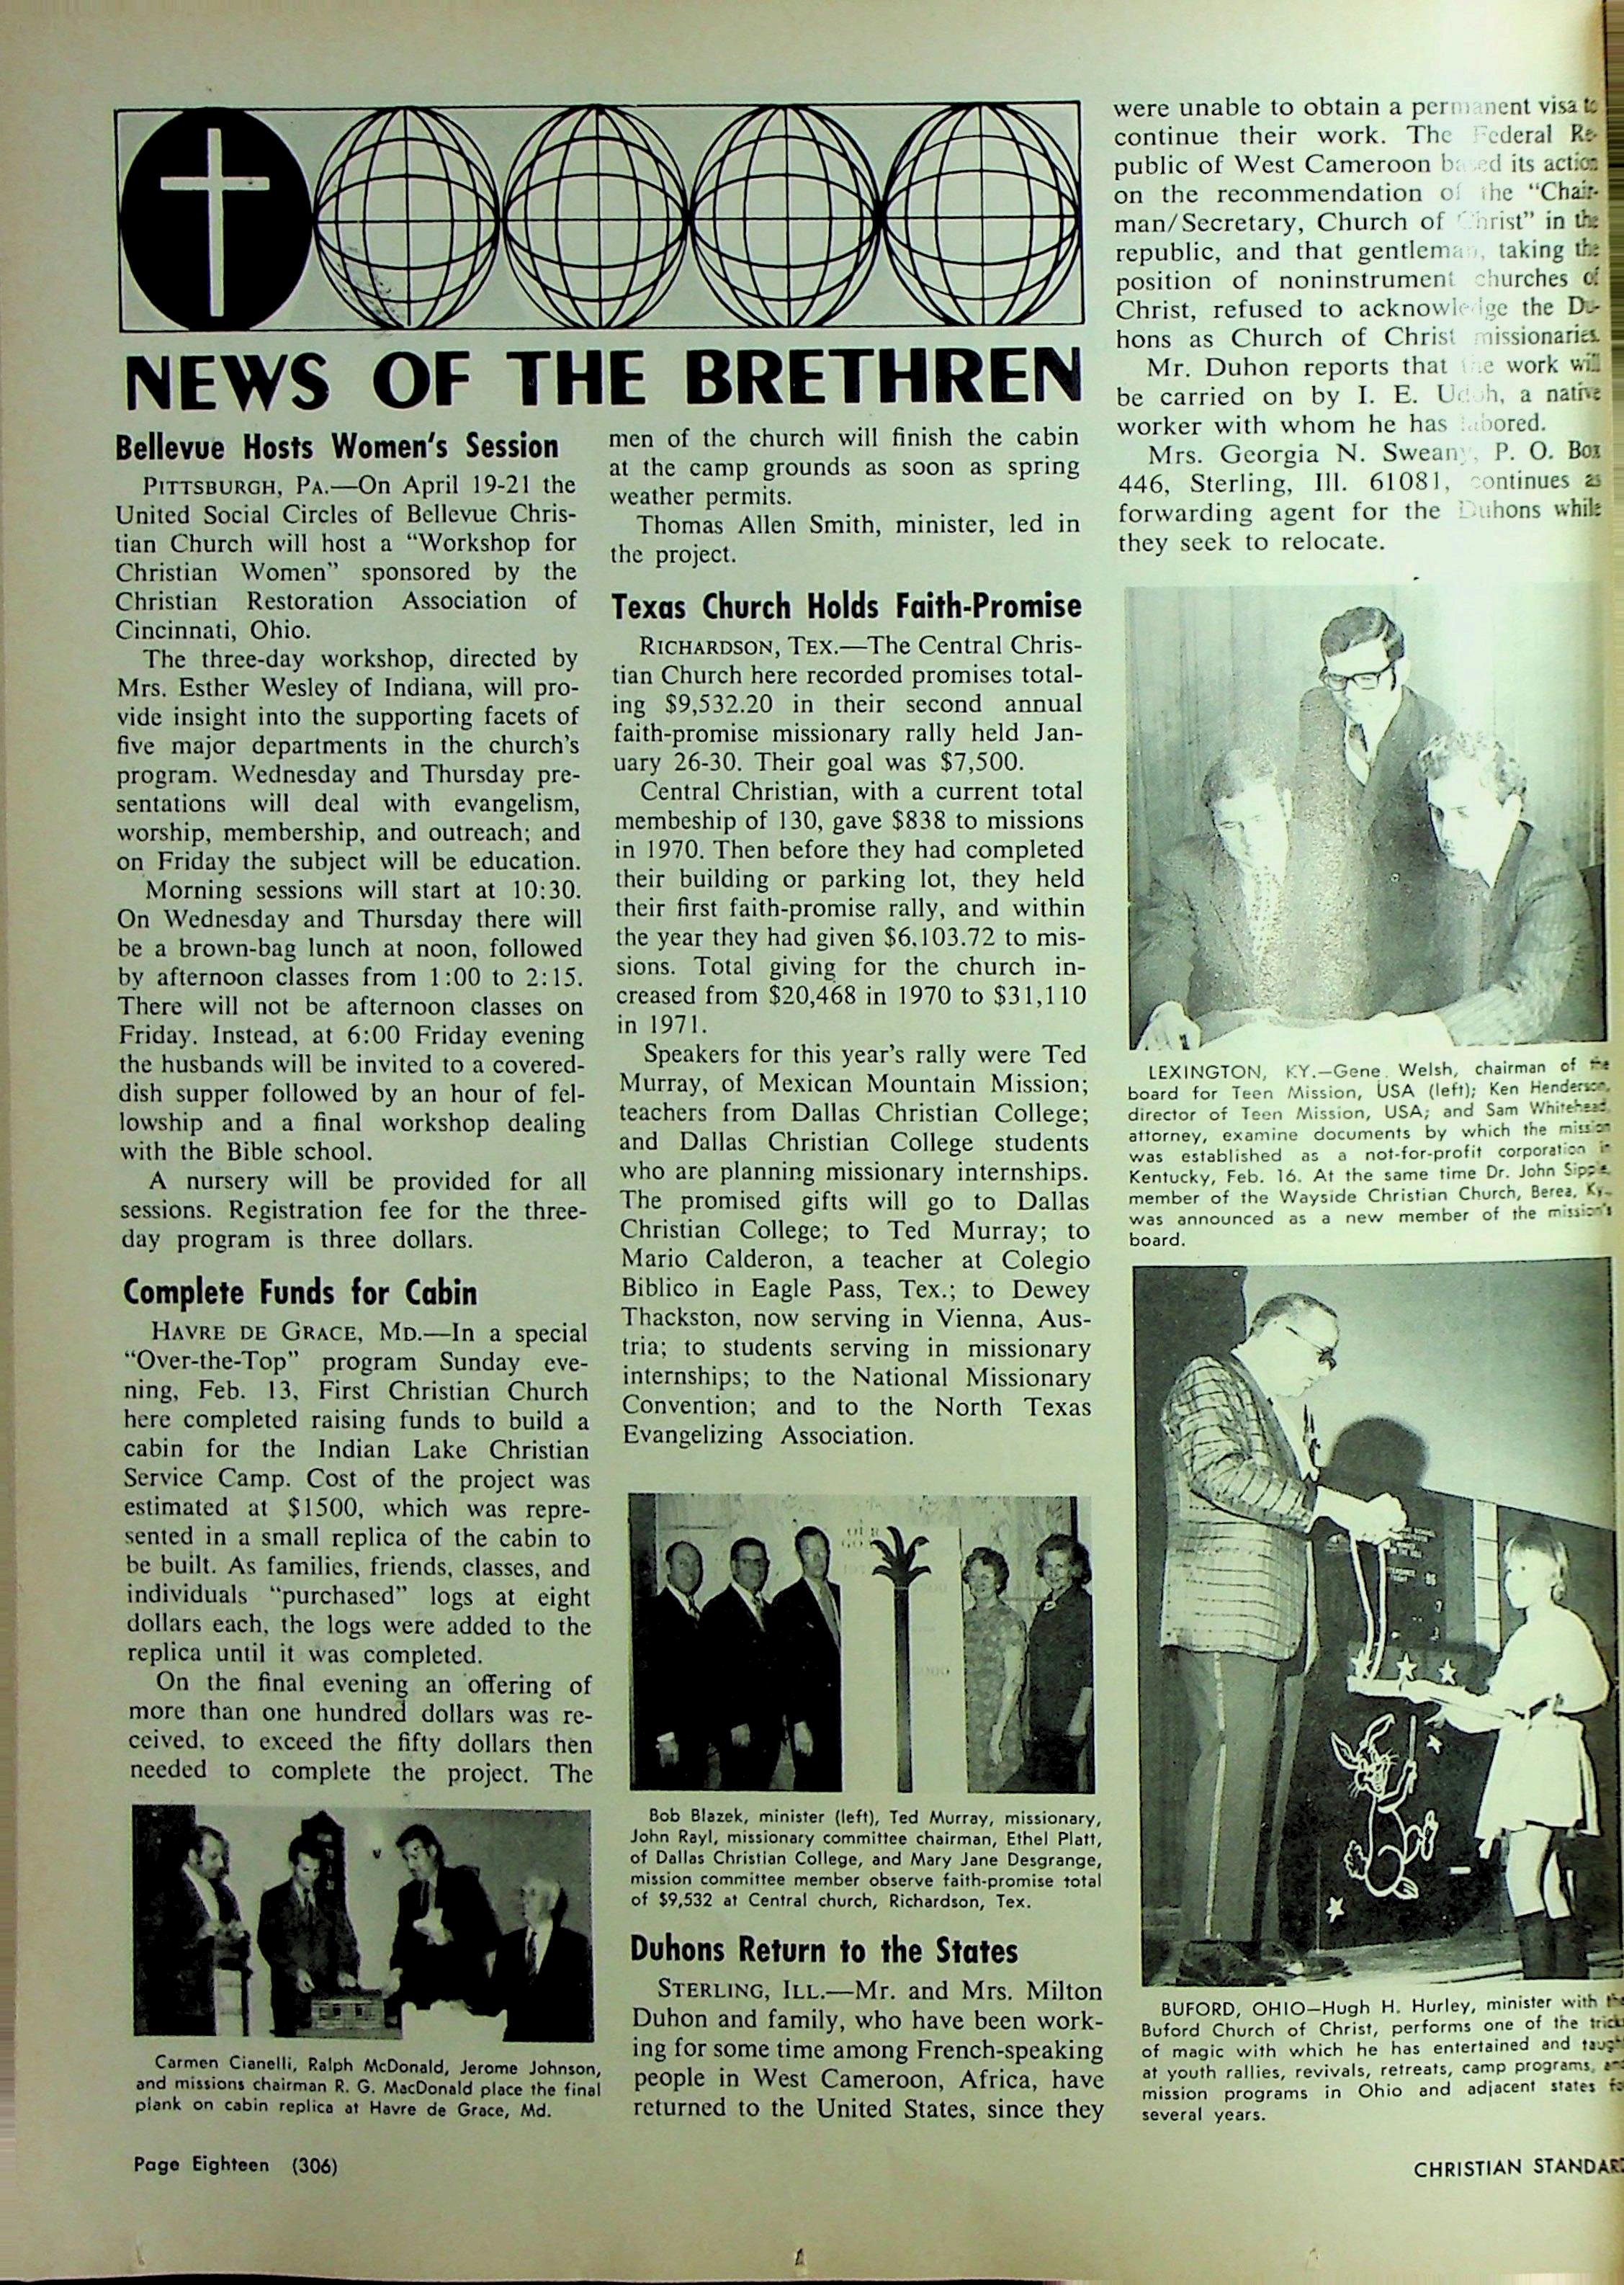 NEWS OF THE BRETHREN
Bellevue Hosts Women's Session
PITTSBURGH, PA.—On April 19-21 the
United Social Circles of Bellevue Chris-
tian Church will host a “Workshop for
Christian Women” sponsored by the
Christian Restoration Association of
Cincinnati, Ohio.
The three-day workshop, directed by
Mrs. Esther Wesley of Indiana, will pro-
vide insight into the supporting facets of
five major departments in the church's
program. Wednesday and Thursday pre-
sentations will deal with evangelism,
worship, membership, and outreach; and
on Friday the subject will be education.
Morning sessions will start at 10:30.
On Wednesday and Thursday there will
be a brown-bag lunch at noon, followed
by afternoon classes from 1:00 to 2:15.
There will not be afternoon classes on
Friday. Instead, at 6:00 Friday evening
the husbands will be invited to a covered-
dish supper followed by an hour of fel-
lowship and a final workshop dealing
with the Bible school.
A nursery will be provided for all
sessions. Registration fee for the three-
day program is three dollars.
Complete Funds for Cabin
HAVRE DE GRACE, MD.—In a special
“Over-the-Top” program Sunday eve-
ning, Feb. 13, First Christian Church
here completed raising funds to build a
cabin for the Indian Lake Christian
Service Camp. Cost of the project was
estimated at $1500, which was repre-
sented in a small replica of the cabin to
be built. As families, friends, classes, and
individuals “purchased” logs at eight
dollars each, the logs were added to the
replica until it was completed.
On the final evening an offering of
more than one hundred dollars was re-
ceived, to exceed the fifty dollars then
needed to complete the project. The
Carmen Cianelli, Ralph McDonald, Jerome Johnson,
and missions chairman R. G. MacDonald place the final
plank on cabin replica at Havre de Grace, Md.
men of the church will finish the cabin
at the camp grounds as soon as spring
weather permits.
Thomas Allen Smith, minister, led in
the project.
Texas Church Holds Faith-Promise
RICHARDSON, TEX.—The Central Chris-
tian Church here recorded promises total-
ing $9,532.20 in their second annual
faith-promise missionary rally held Jan-
uary 26-30. Their goal was $7,500.
Central Christian, with a current total
membeship of 130, gave $838 to missions
in 1970. Then before they had completed
their building or parking lot, they held
their first faith-promise rally, and within
the year they had given $6,103.72 to mis-
sions. Total giving for the church in-
creased from $20,468 in 1970 to $31,110
in 1971.
Speakers for this year's rally were Ted
Murray, of Mexican Mountain Mission;
teachers from Dallas Christian College;
and Dallas Christian College students
who are planning missionary internships.
The promised gifts will go to Dallas
Christian College; to Ted Murray; to
Mario Calderon, a teacher at Colegio
Biblico in Eagle Pass, Tex.; to Dewey
Thackston, now serving in Vienna, Aus-
tria; to students serving in missionary
internships; to the National Missionary
Convention; and to the North Texas
Evangelizing Association.
Bob Blazek, minister (left), Ted Murray, missionary,
John Rayl, missionary committee chairman, Ethel Platt,
of Dallas Christian College, and Mary Jane Desgrange,
mission committee member observe faith-promise total
of $9,532 at Central church, Richardson, Tex.
Duhons Return to the States
STERLING, ILL.—Mr. and Mrs. Milton
Duhon and family, who have been work-
ing for some time among French-speaking
people in West Cameroon, Africa, have
returned to the United States, since they
were unable to obtain a permanent visa to
continue their work. The Federal Re-
public of West Cameroon based its action
on the recommendation of the “Chair-
man/Secretary, Church of Christ” in the
republic, and that gentleman, taking the
position of noninstrument churches of
Christ, refused to acknowledge the Du-
hons as Church of Christ missionaries.
Mr. Duhon reports that the work will
be carried on by I. E. Udoh, a native
worker with whom he has labored.
Mrs. Georgia N. Sweany, P. O. Box
446, Sterling, Ill. 61081, continues as
forwarding agent for the Duhons while
they seek to relocate.
LEXINGTON, KY.—Gene Welsh, chairman of the
board for Teen Mission, USA (left); Ken Henderson,
director of Teen Mission, USA; and Sam Whitehead,
attorney, examine documents by which the mission
was established as a not-for-profit corporation in
Kentucky, Feb. 16. At the same time Dr. John Sipple,
member of the Wayside Christian Church, Berea, Ky.,
was announced as a new member of the mission's
board.
BUFORD, OHIO—Hugh H. Hurley, minister with the
Buford Church of Christ, performs one of the tricks
of magic with which he has entertained and taught
at youth rallies, revivals, retreats, camp programs, and
mission programs in Ohio and adjacent states for
several years.
Page Eighteen (306)
CHRISTIAN STANDARD